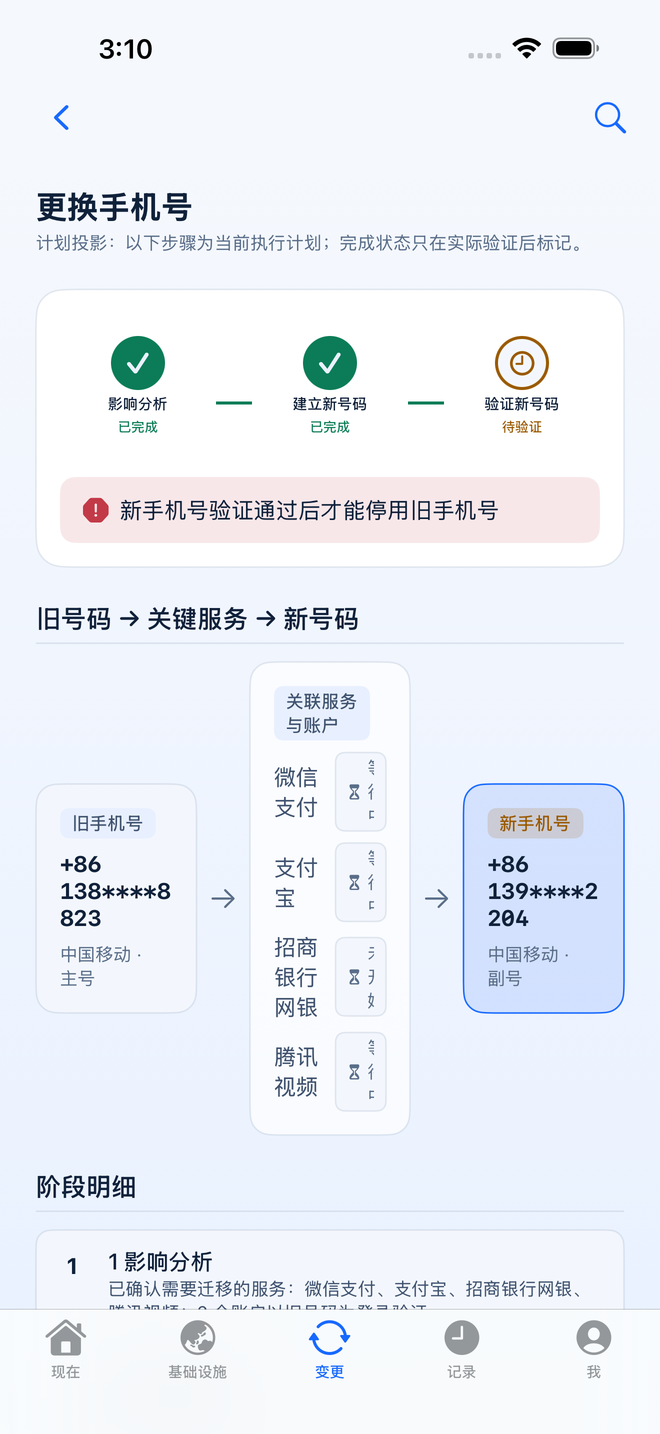 3:10
更换手机号
计划投影：以下步骤为当前执行计划；完成状态只在实际验证后标记。
影响分析
已完成
建立新号码
已完成
验证新号码
待验证
新手机号验证通过后才能停用旧手机号
旧号码 → 关键服务 → 新号码
旧手机号
+86
138****8
823
中国移动 ·
主号
关联服务
与账户
微信
支付
支付
宝
招商
银行
网银
腾讯
视频
新手机号
+86
139****2
204
中国移动 ·
副号
阶段明细
1
1 影响分析
已确认需要迁移的服务：微信支付、支付宝、招商银行网银、
现在
基础设施
变更
记录
我